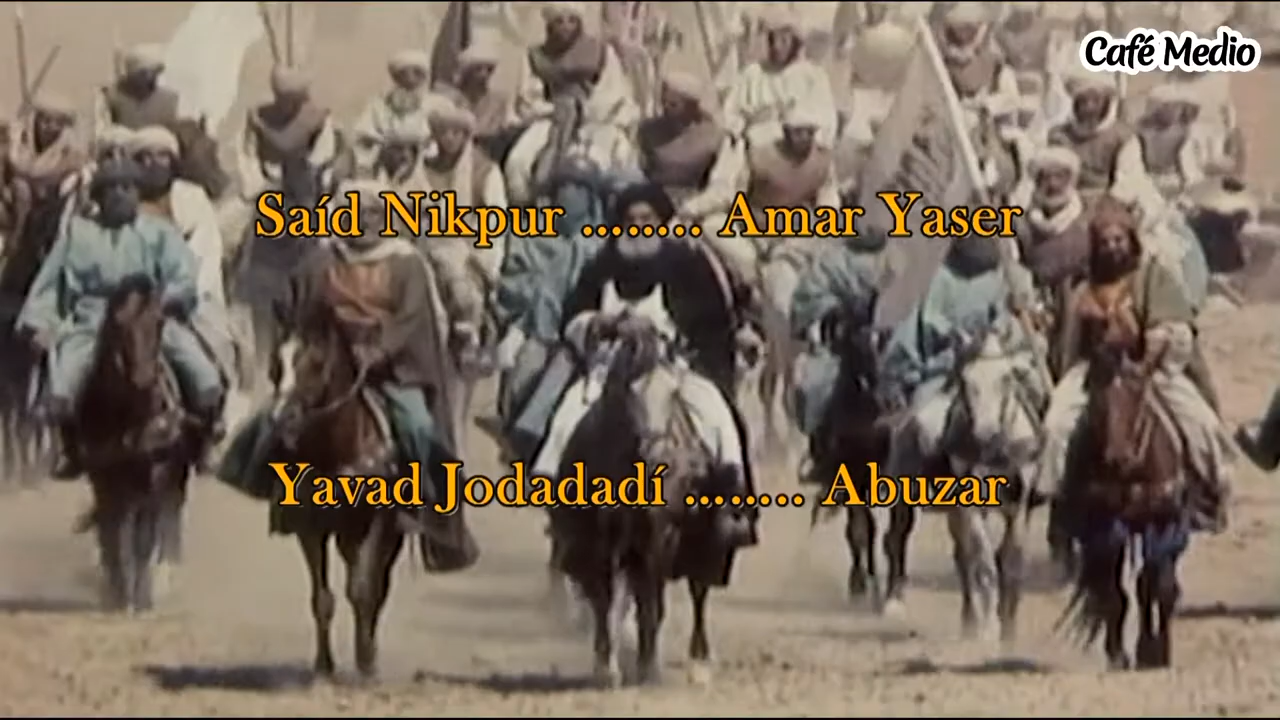 Café Medio
Saíd Nikpur ........ Amar Yaser
Yavad Jodadadí ........ Abuzar